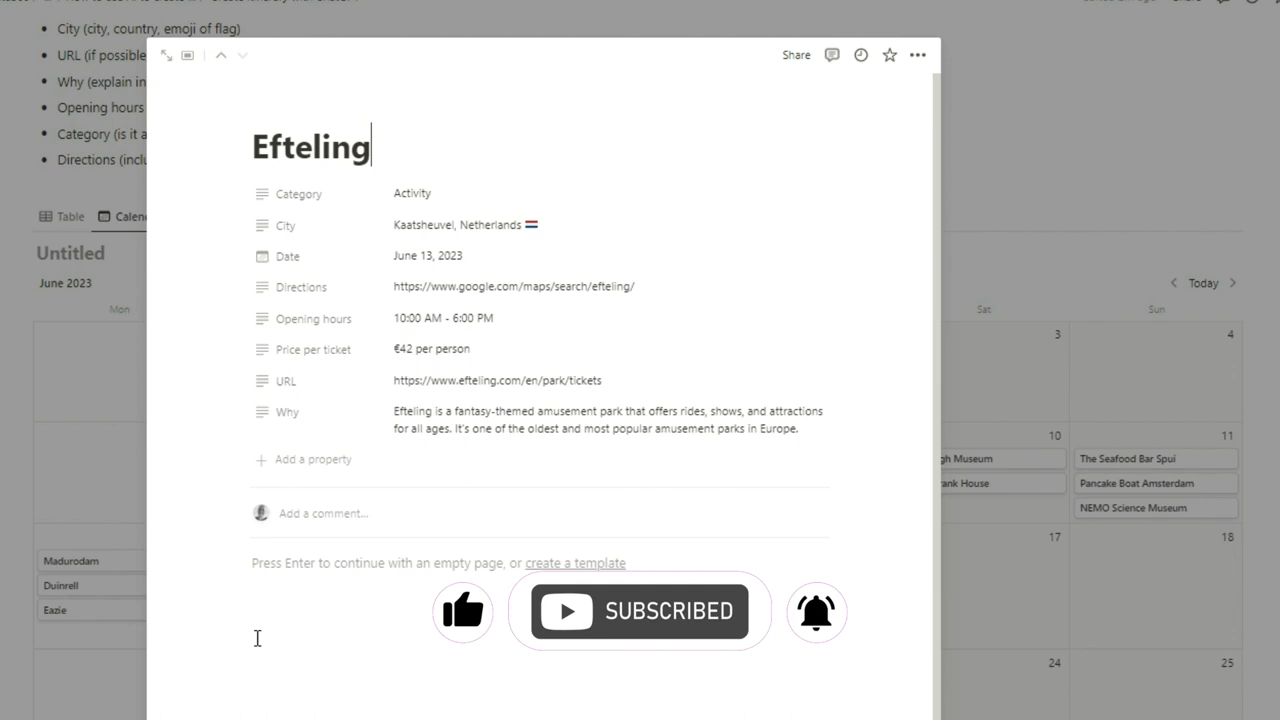 City (city, country, emoji of flag)
URL (if possible
Why (explain in
Opening hours
Category (is it a
Directions (inclu
Share
Efteling
Category Activity
City Kaatsheuvel, Netherlands
Date June 13, 2023
Directions https://www.google.com/maps/search/efteling/
Opening hours 10:00 AM - 6:00 PM
Price per ticket €42 per person
URL https://www.efteling.com/en/park/tickets
Why Efteling is a fantasy-themed amusement park that offers rides, shows, and attractions
for all ages. It's one of the oldest and most popular amusement parks in Europe.
Add a property
Add a comment...
Press Enter to continue with an empty page, or create a template
SUBSCRIBED
Table Calen
Untitled
June 2023 Today
Mon Sat Sun
3 4
10 11
gh Museum The Seafood Bar Spui
rank House Pancake Boat Amsterdam
NEMO Science Museum
17 18
Madurodam
Duinrell
Eazie
24 25